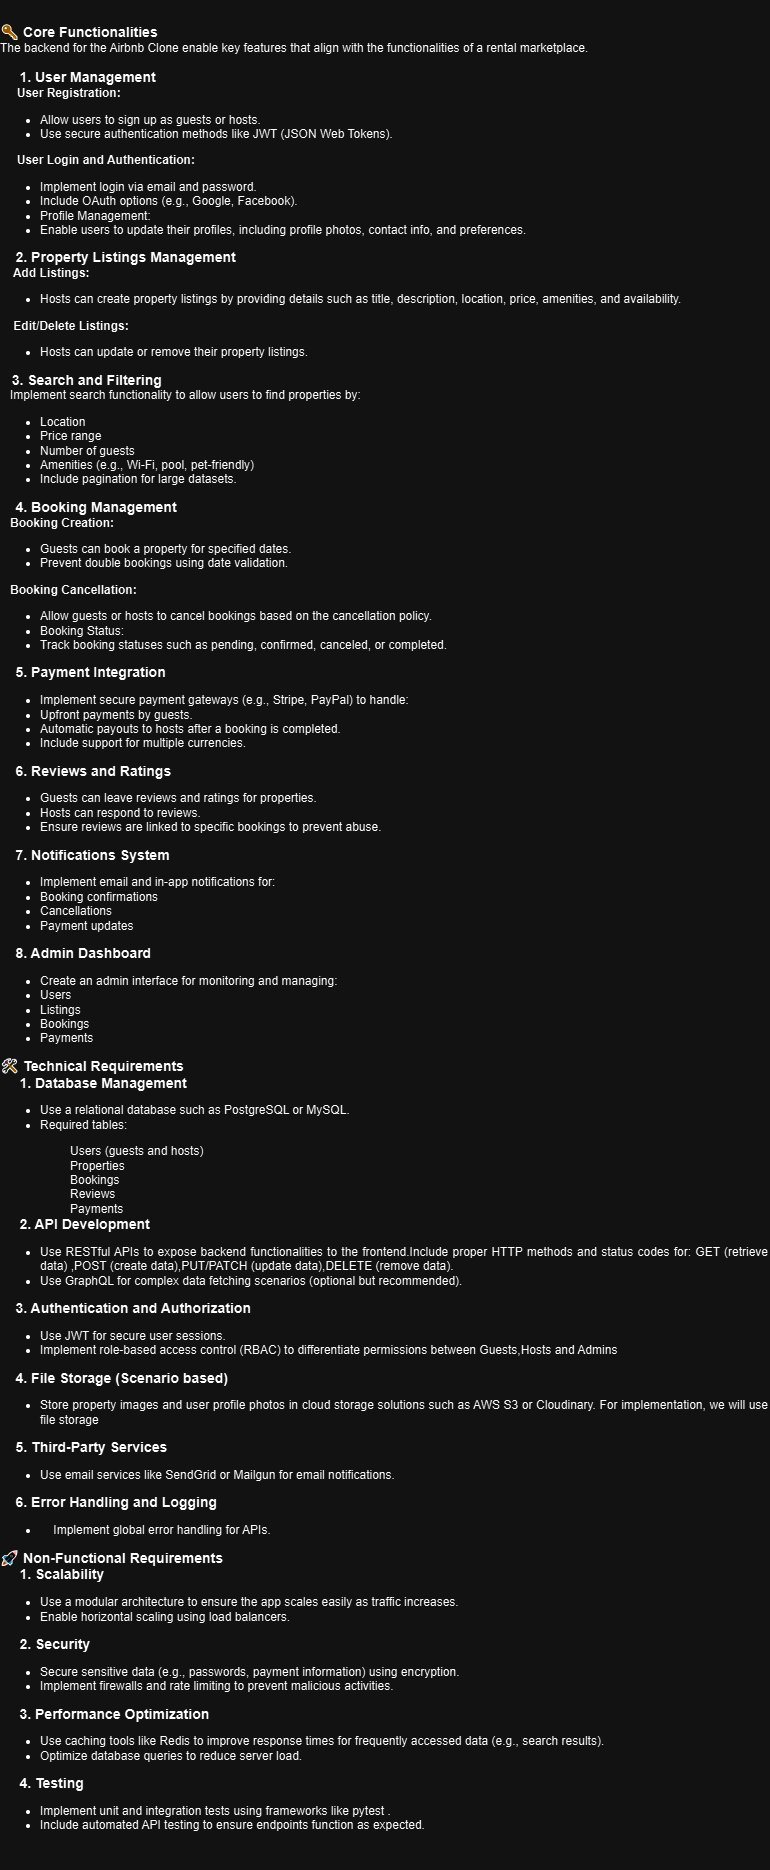 🔑 Core Functionalities
The backend for the Airbnb Clone enable key features that align with the functionalities of a rental marketplace.
1. User Management
User Registration:
• Allow users to sign up as guests or hosts.
• Use secure authentication methods like JWT (JSON Web Tokens).
User Login and Authentication:
• Implement login via email and password.
• Include OAuth options (e.g., Google, Facebook).
• Profile Management:
• Enable users to update their profiles, including profile photos, contact info, and preferences.
2. Property Listings Management
Add Listings:
• Hosts can create property listings by providing details such as title, description, location, price, amenities, and availability.
Edit/Delete Listings:
• Hosts can update or remove their property listings.
3. Search and Filtering
Implement search functionality to allow users to find properties by:
• Location
• Price range
• Number of guests
• Amenities (e.g., Wi-Fi, pool, pet-friendly)
• Include pagination for large datasets.
4. Booking Management
Booking Creation:
• Guests can book a property for specified dates.
• Prevent double bookings using date validation.
Booking Cancellation:
• Allow guests or hosts to cancel bookings based on the cancellation policy.
• Booking Status:
• Track booking statuses such as pending, confirmed, canceled, or completed.
5. Payment Integration
• Implement secure payment gateways (e.g., Stripe, PayPal) to handle:
• Upfront payments by guests.
• Automatic payouts to hosts after a booking is completed.
• Include support for multiple currencies.
6. Reviews and Ratings
• Guests can leave reviews and ratings for properties.
• Hosts can respond to reviews.
• Ensure reviews are linked to specific bookings to prevent abuse.
7. Notifications System
• Implement email and in-app notifications for:
• Booking confirmations
• Cancellations
• Payment updates
8. Admin Dashboard
• Create an admin interface for monitoring and managing:
• Users
• Listings
• Bookings
• Payments
🛠 Technical Requirements
1. Database Management
• Use a relational database such as PostgreSQL or MySQL.
• Required tables:
Users (guests and hosts)
Properties
Bookings
Reviews
Payments
2. API Development
• Use RESTful APIs to expose backend functionalities to the frontend.Include proper HTTP methods and status codes for: GET (retrieve
data) ,POST (create data),PUT/PATCH (update data),DELETE (remove data).
• Use GraphQL for complex data fetching scenarios (optional but recommended).
3. Authentication and Authorization
• Use JWT for secure user sessions.
• Implement role-based access control (RBAC) to differentiate permissions between Guests,Hosts and Admins
4. File Storage (Scenario based)
• Store property images and user profile photos in cloud storage solutions such as AWS S3 or Cloudinary. For implementation, we will use
file storage
5. Third-Party Services
• Use email services like SendGrid or Mailgun for email notifications.
6. Error Handling and Logging
• Implement global error handling for APIs.
🚀 Non-Functional Requirements
1. Scalability
• Use a modular architecture to ensure the app scales easily as traffic increases.
• Enable horizontal scaling using load balancers.
2. Security
• Secure sensitive data (e.g., passwords, payment information) using encryption.
• Implement firewalls and rate limiting to prevent malicious activities.
3. Performance Optimization
• Use caching tools like Redis to improve response times for frequently accessed data (e.g., search results).
• Optimize database queries to reduce server load.
4. Testing
• Implement unit and integration tests using frameworks like pytest .
• Include automated API testing to ensure endpoints function as expected.